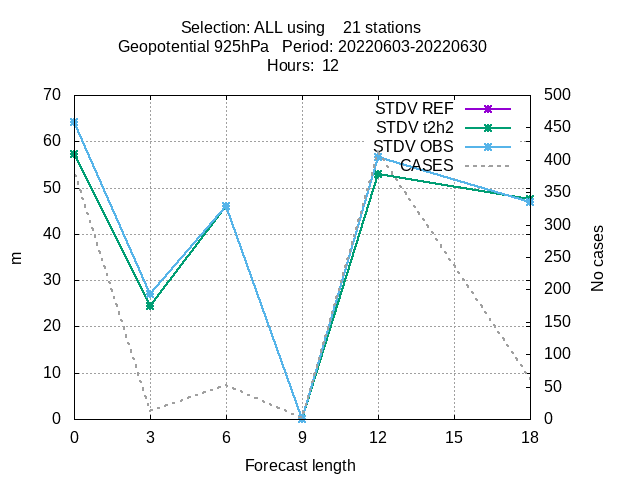 Selection: ALL using    21 stations
Geopotential 925hPa   Period: 20220603-20220630
Hours:  12
70
60
50
40
30
20
10
0
m
500
450
400
350
300
250
200
150
100
50
0
No cases
STDV REF
STDV t2h2
STDV OBS
CASES
0 3 6 9 12 15 18
Forecast length